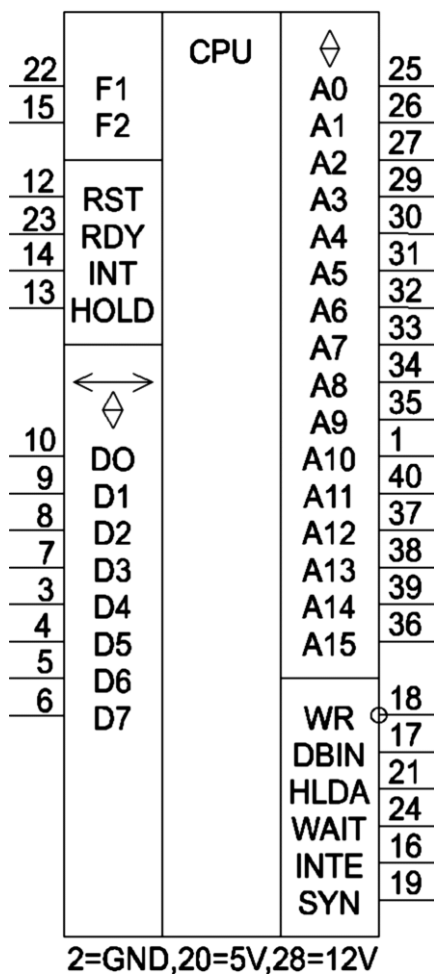 CPU
22 F1 A0 25
15 F2 A1 26
A2 27
12 RST A3 29
23 RDY A4 30
14 INT A5 31
13 HOLD A6 32
A7 33
A8 34
A9 35
10 DO A10 1
9 D1 A11 40
8 D2 A12 37
7 D3 A13 38
3 D4 A14 39
4 D5 A15 36
5 D6
6 D7 WR 18
DBIN 17
HLDA 21
WAIT 24
INTE 16
SYN 19
2=GND,20=5V,28=12V